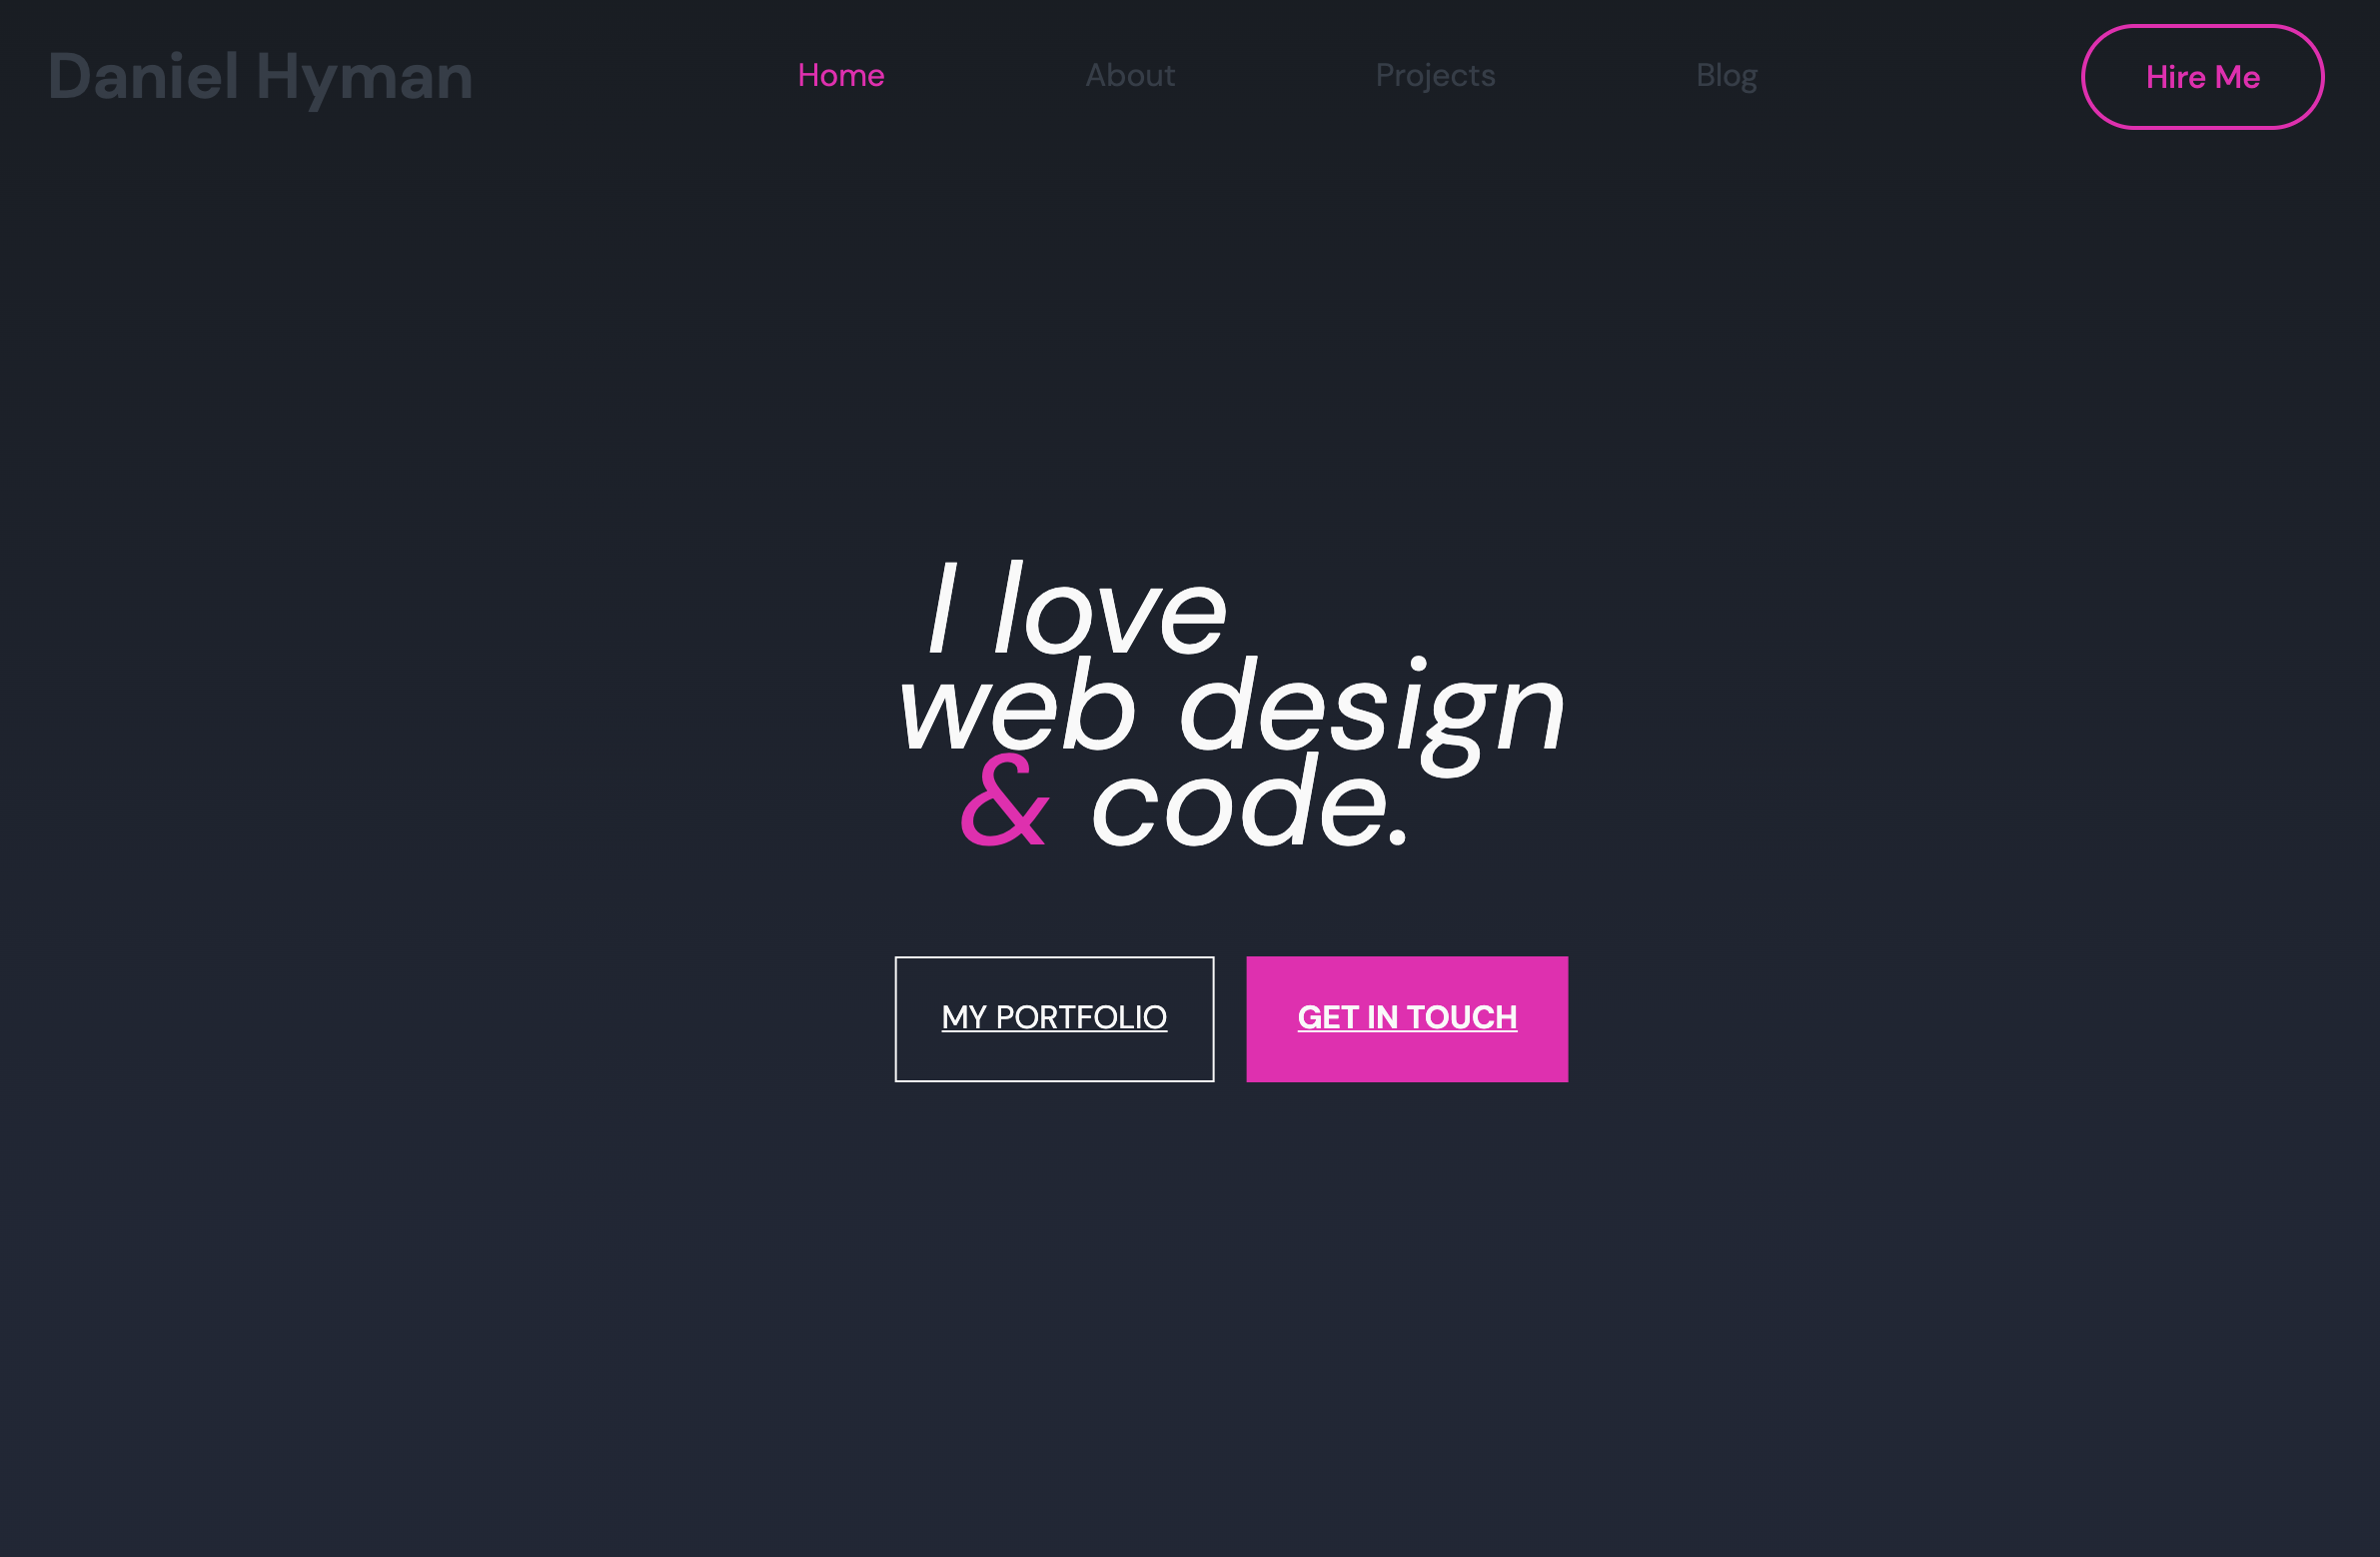 Daniel Hyman
Home About Projects Blog Hire Me
I love
web design
& code.
MY PORTFOLIO GET IN TOUCH